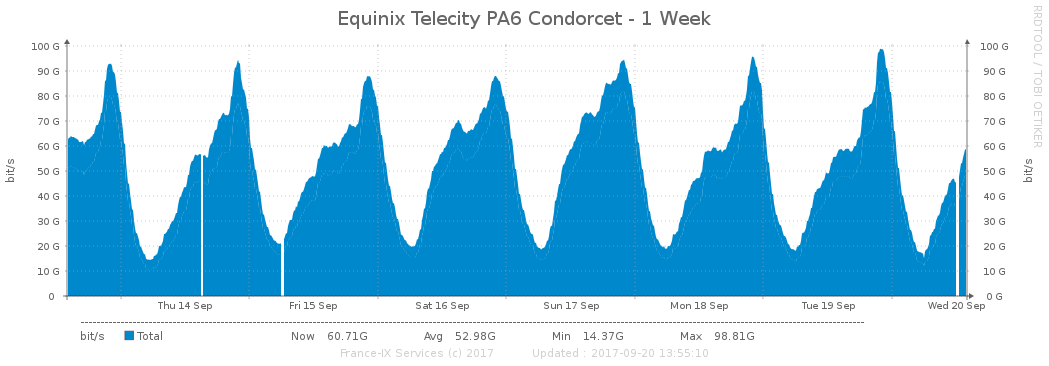 Equinix Telecity PA6 Condorcet - 1 Week
RRDTOOL / TOBI OETIKER
bit/s
100 G
90 G
80 G
70 G
60 G
50 G
40 G
30 G
20 G
10 G
0
100 G
90 G
80 G
70 G
60 G
50 G
40 G
30 G
20 G
10 G
0 G
bit/s
Thu 14 Sep Fri 15 Sep Sat 16 Sep Sun 17 Sep Mon 18 Sep Tue 19 Sep Wed 20 Sep
bit/s Total Now 60.71G Avg 52.98G Min 14.37G Max 98.81G
France-IX Services (c) 2017 Updated : 2017-09-20 13:55:10